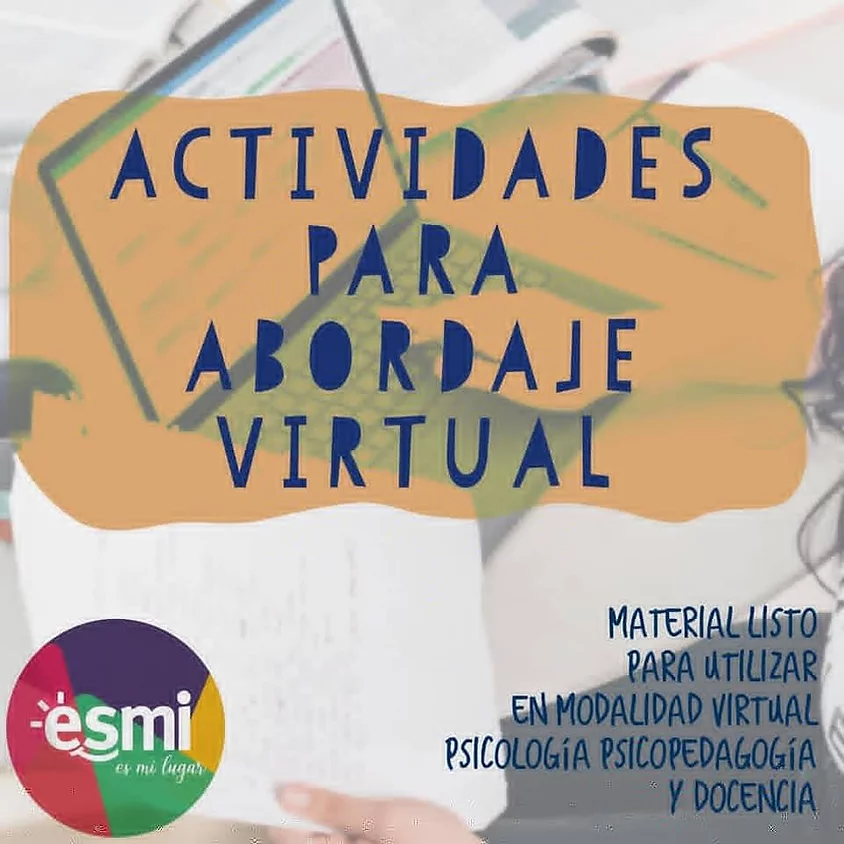 ACTIVIDADES
PARA
ABORDAJE
VIRTUAL
MATERIAL LISTO
PARA UTILIZAR
EN MODALIDAD VIRTUAL
PSICOLOGÍA PSICOPEDAGOGÍA
Y DOCENCIA
esmi
es mi lugar